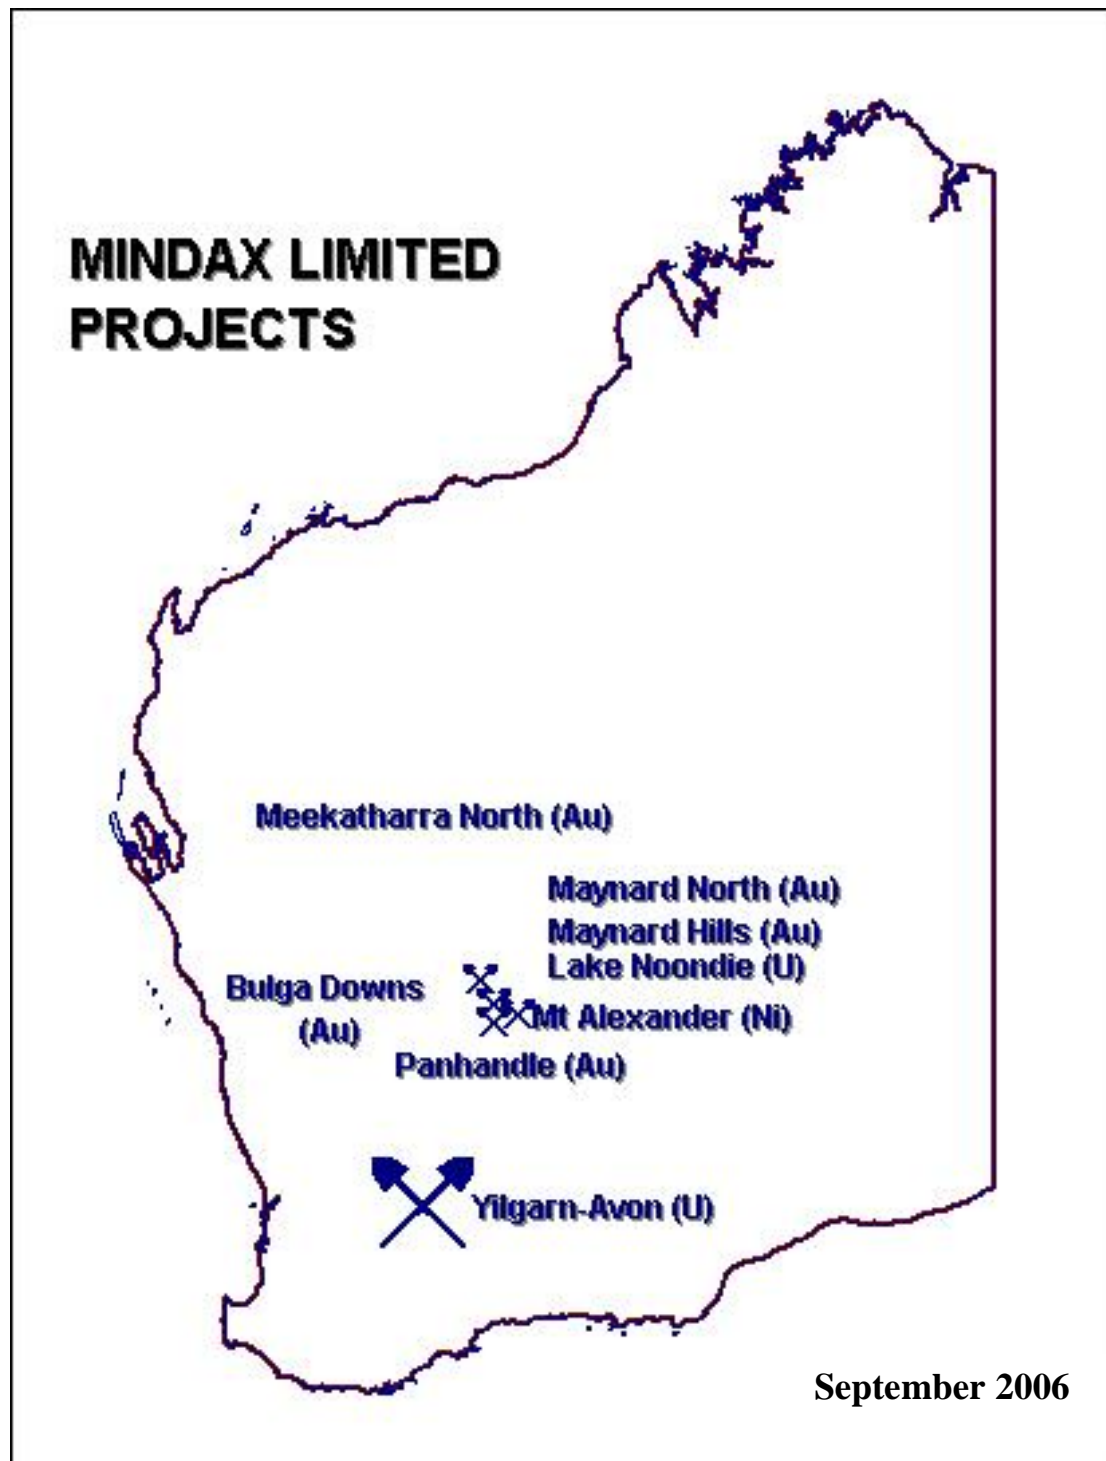 MINDAX LIMITED
PROJECTS
Meekatharra North (Au)
Maynard North (Au)
Maynard Hills (Au)
Lake Noondie (U)
Bulga Downs
(Au)
Mt Alexander (Ni)
Panhandle (Au)
Yilgarn-Avon (U)
September 2006